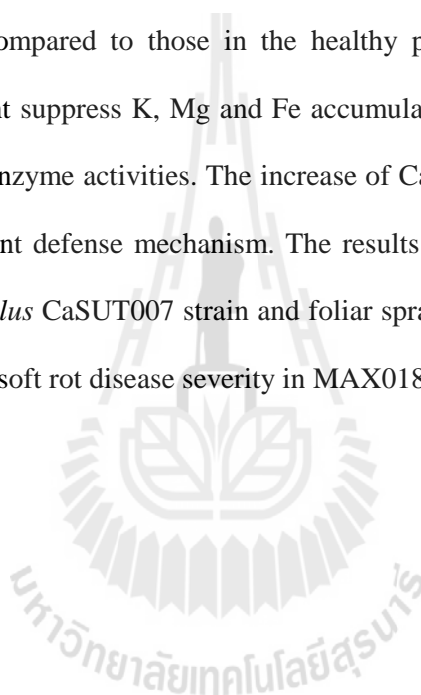 ompared to those in the healthy p
nt suppress K, Mg and Fe accumula
nzyme activities. The increase of Ca
nt defense mechanism. The results
lus CaSUT007 strain and foliar spra
soft rot disease severity in MAX018
มหาวิทยาลัยเทคโนโลยีสุรนารี